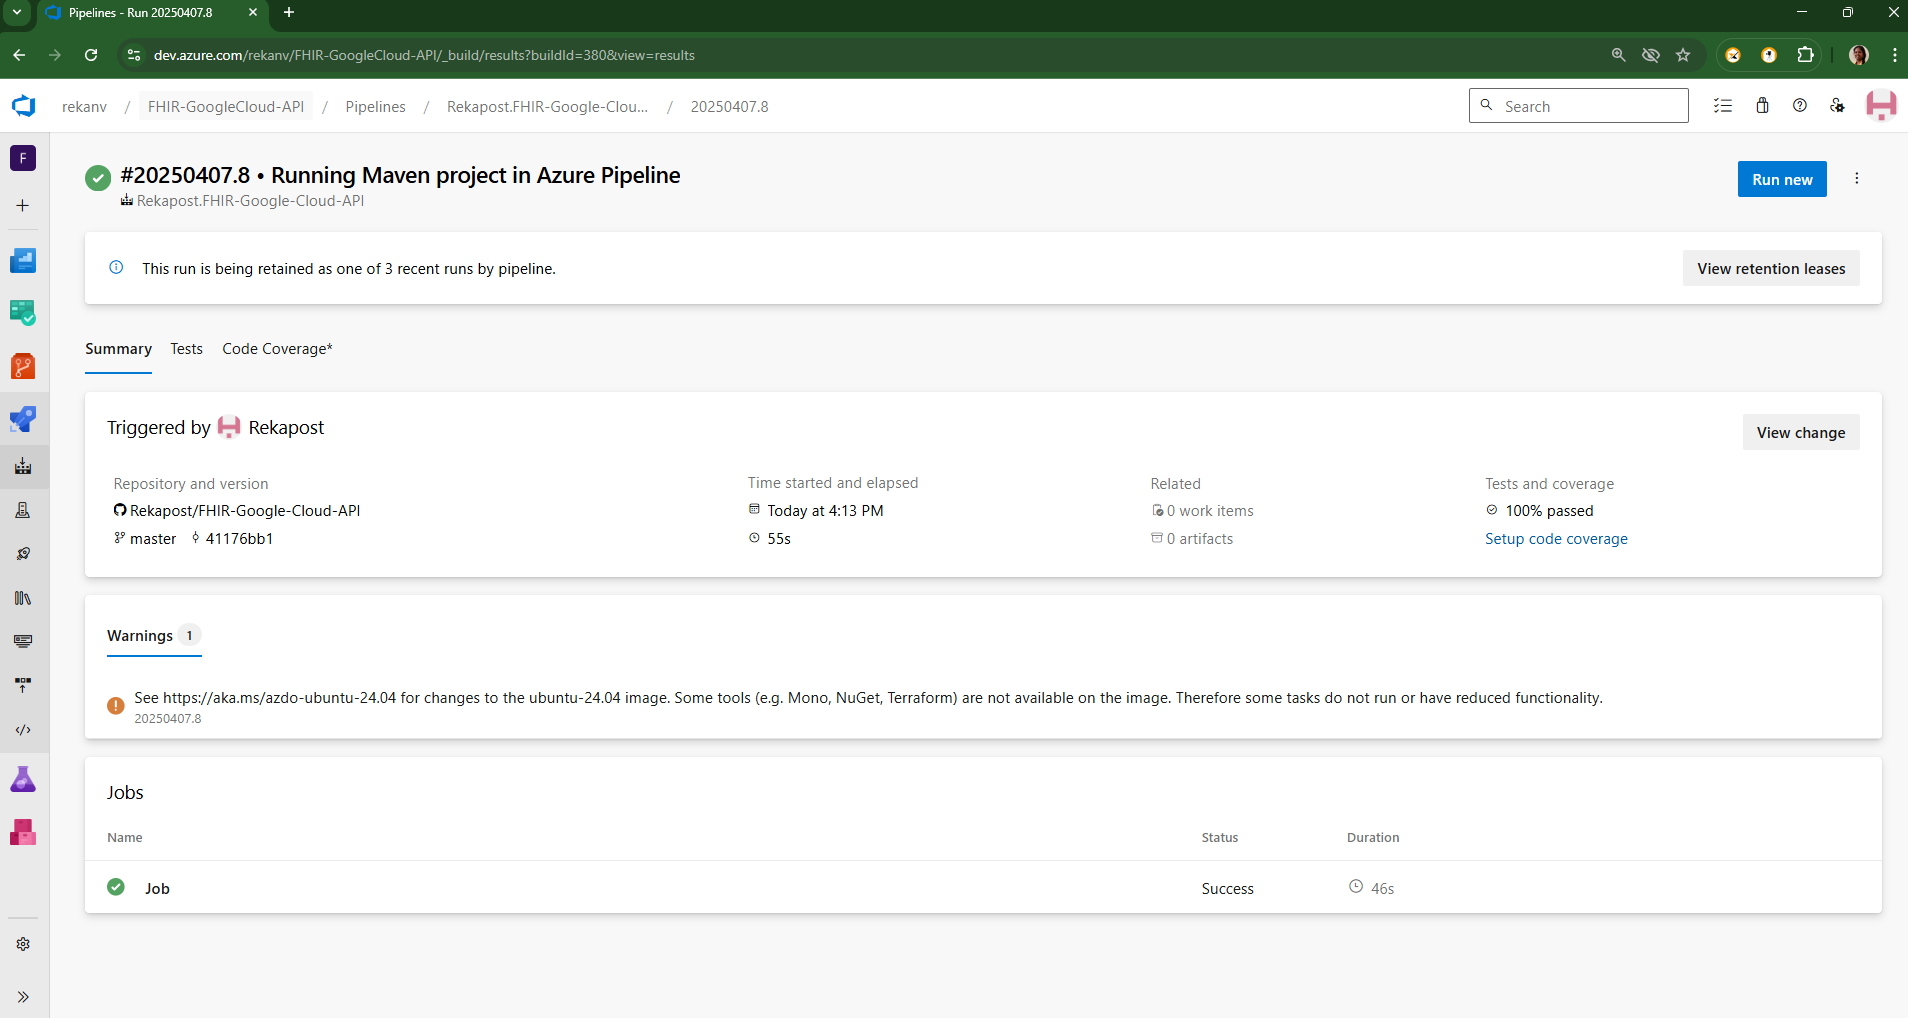 Pipelines - Run 20250407.8
dev.azure.com/rekanv/FHIR-GoogleCloud-API/_build/results?buildId=380&view=results
rekanv / FHIR-GoogleCloud-API / Pipelines / Rekapost.FHIR-Google-Clou... / 20250407.8
Search
F
#20250407.8 • Running Maven project in Azure Pipeline
Run new
Rekapost.FHIR-Google-Cloud-API
This run is being retained as one of 3 recent runs by pipeline.
View retention leases
Summary Tests Code Coverage*
Triggered by Rekapost
View change
Repository and version
Rekapost/FHIR-Google-Cloud-API
master 41176bb1
Time started and elapsed
Today at 4:13 PM
55s
Related
0 work items
0 artifacts
Tests and coverage
100% passed
Setup code coverage
Warnings 1
See https://aka.ms/azdo-ubuntu-24.04 for changes to the ubuntu-24.04 image. Some tools (e.g. Mono, NuGet, Terraform) are not available on the image. Therefore some tasks do not run or have reduced functionality.
20250407.8
Jobs
Name Status Duration
Job Success 46s